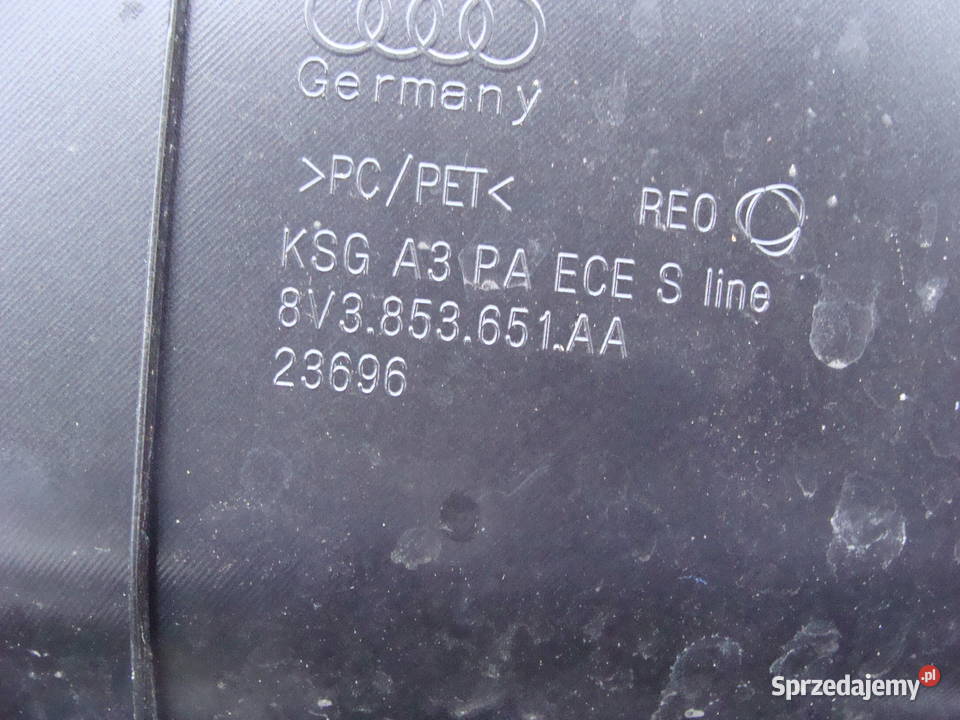 Germany
>PC/PET<
REO
KSG A3 PA ECE S line
8V3.853.651.AA
23696
Sprzedajemy.pl